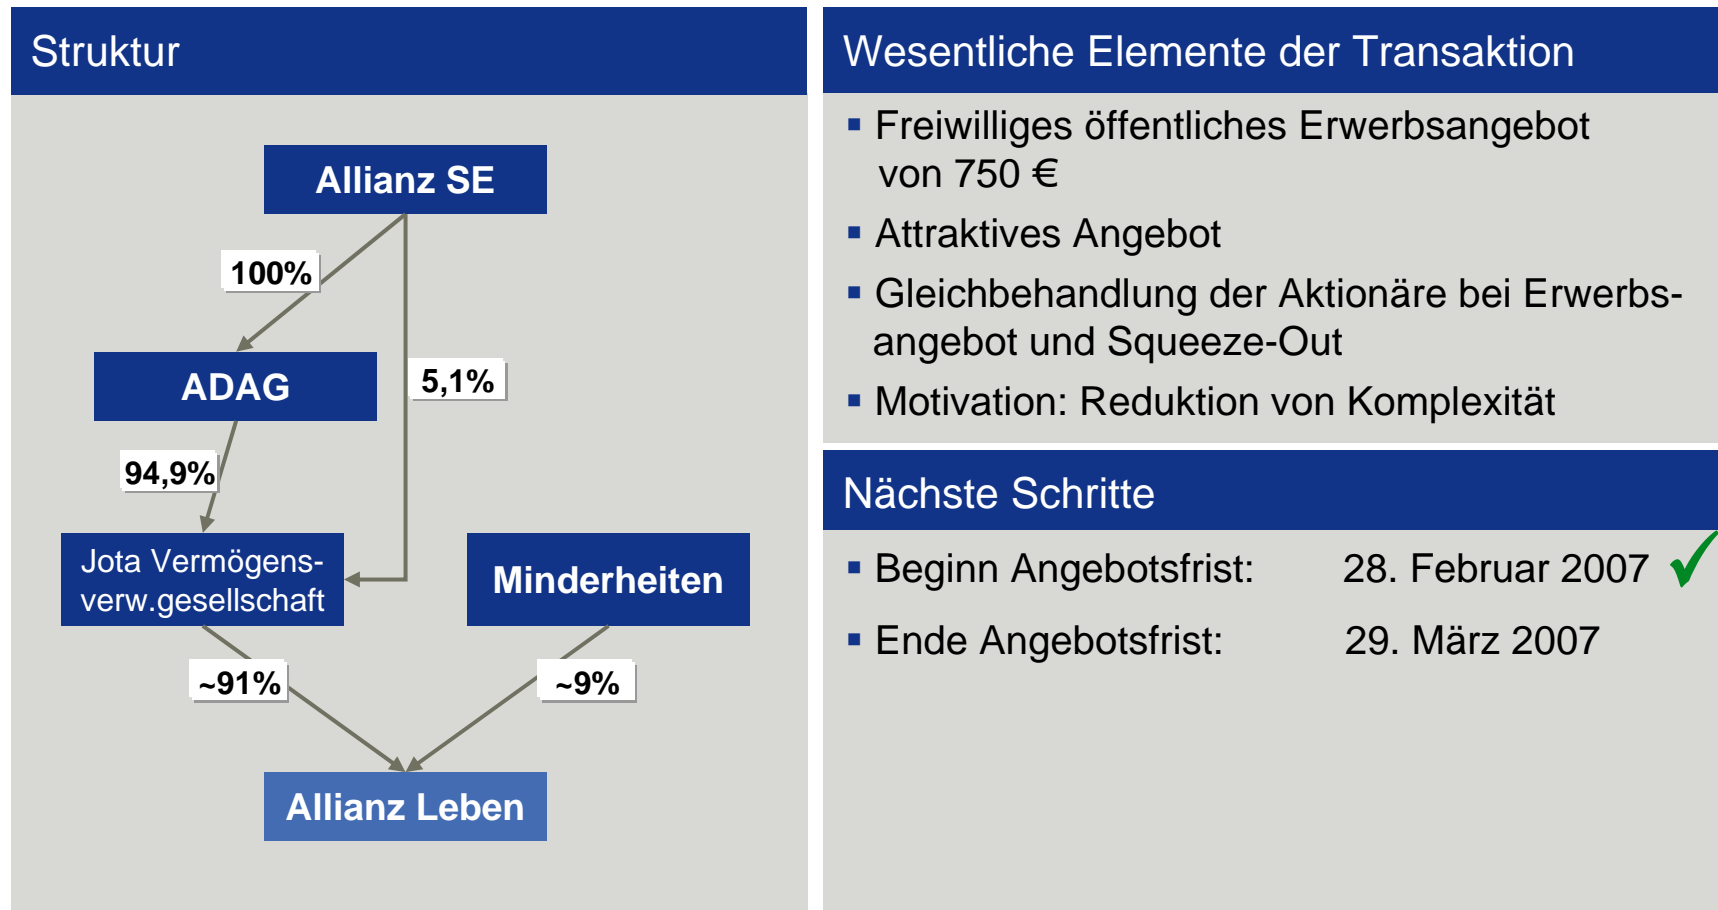 Struktur
Allianz SE
100%
ADAG
5,1%
94,9%
Jota Vermögens-
verw.gesellschaft
Minderheiten
~91%
~9%
Allianz Leben
Wesentliche Elemente der Transaktion
▪ Freiwilliges öffentliches Erwerbsangebot
von 750 €
▪ Attraktives Angebot
▪ Gleichbehandlung der Aktionäre bei Erwerbs-
angebot und Squeeze-Out
▪ Motivation: Reduktion von Komplexität
Nächste Schritte
▪ Beginn Angebotsfrist: 28. Februar 2007 ✓
▪ Ende Angebotsfrist: 29. März 2007